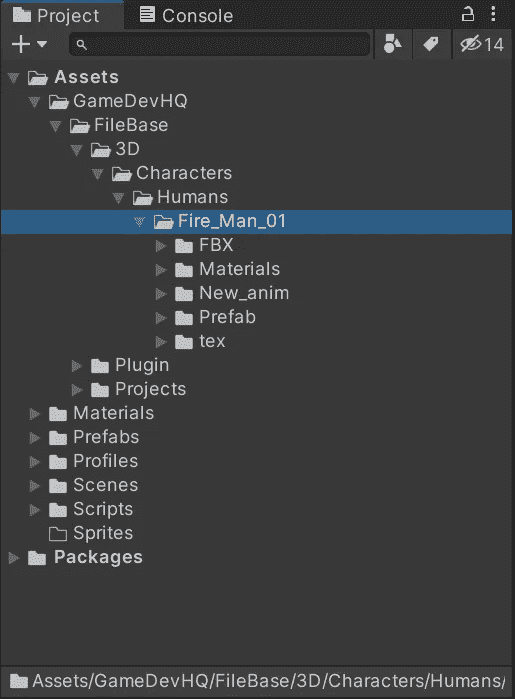 Project Console
14
Assets
GameDevHQ
FileBase
3D
Characters
Humans
Fire_Man_01
FBX
Materials
New_anim
Prefab
tex
Plugin
Projects
Materials
Prefabs
Profiles
Scenes
Scripts
Sprites
Packages
Assets/GameDevHQ/FileBase/3D/Characters/Humans/